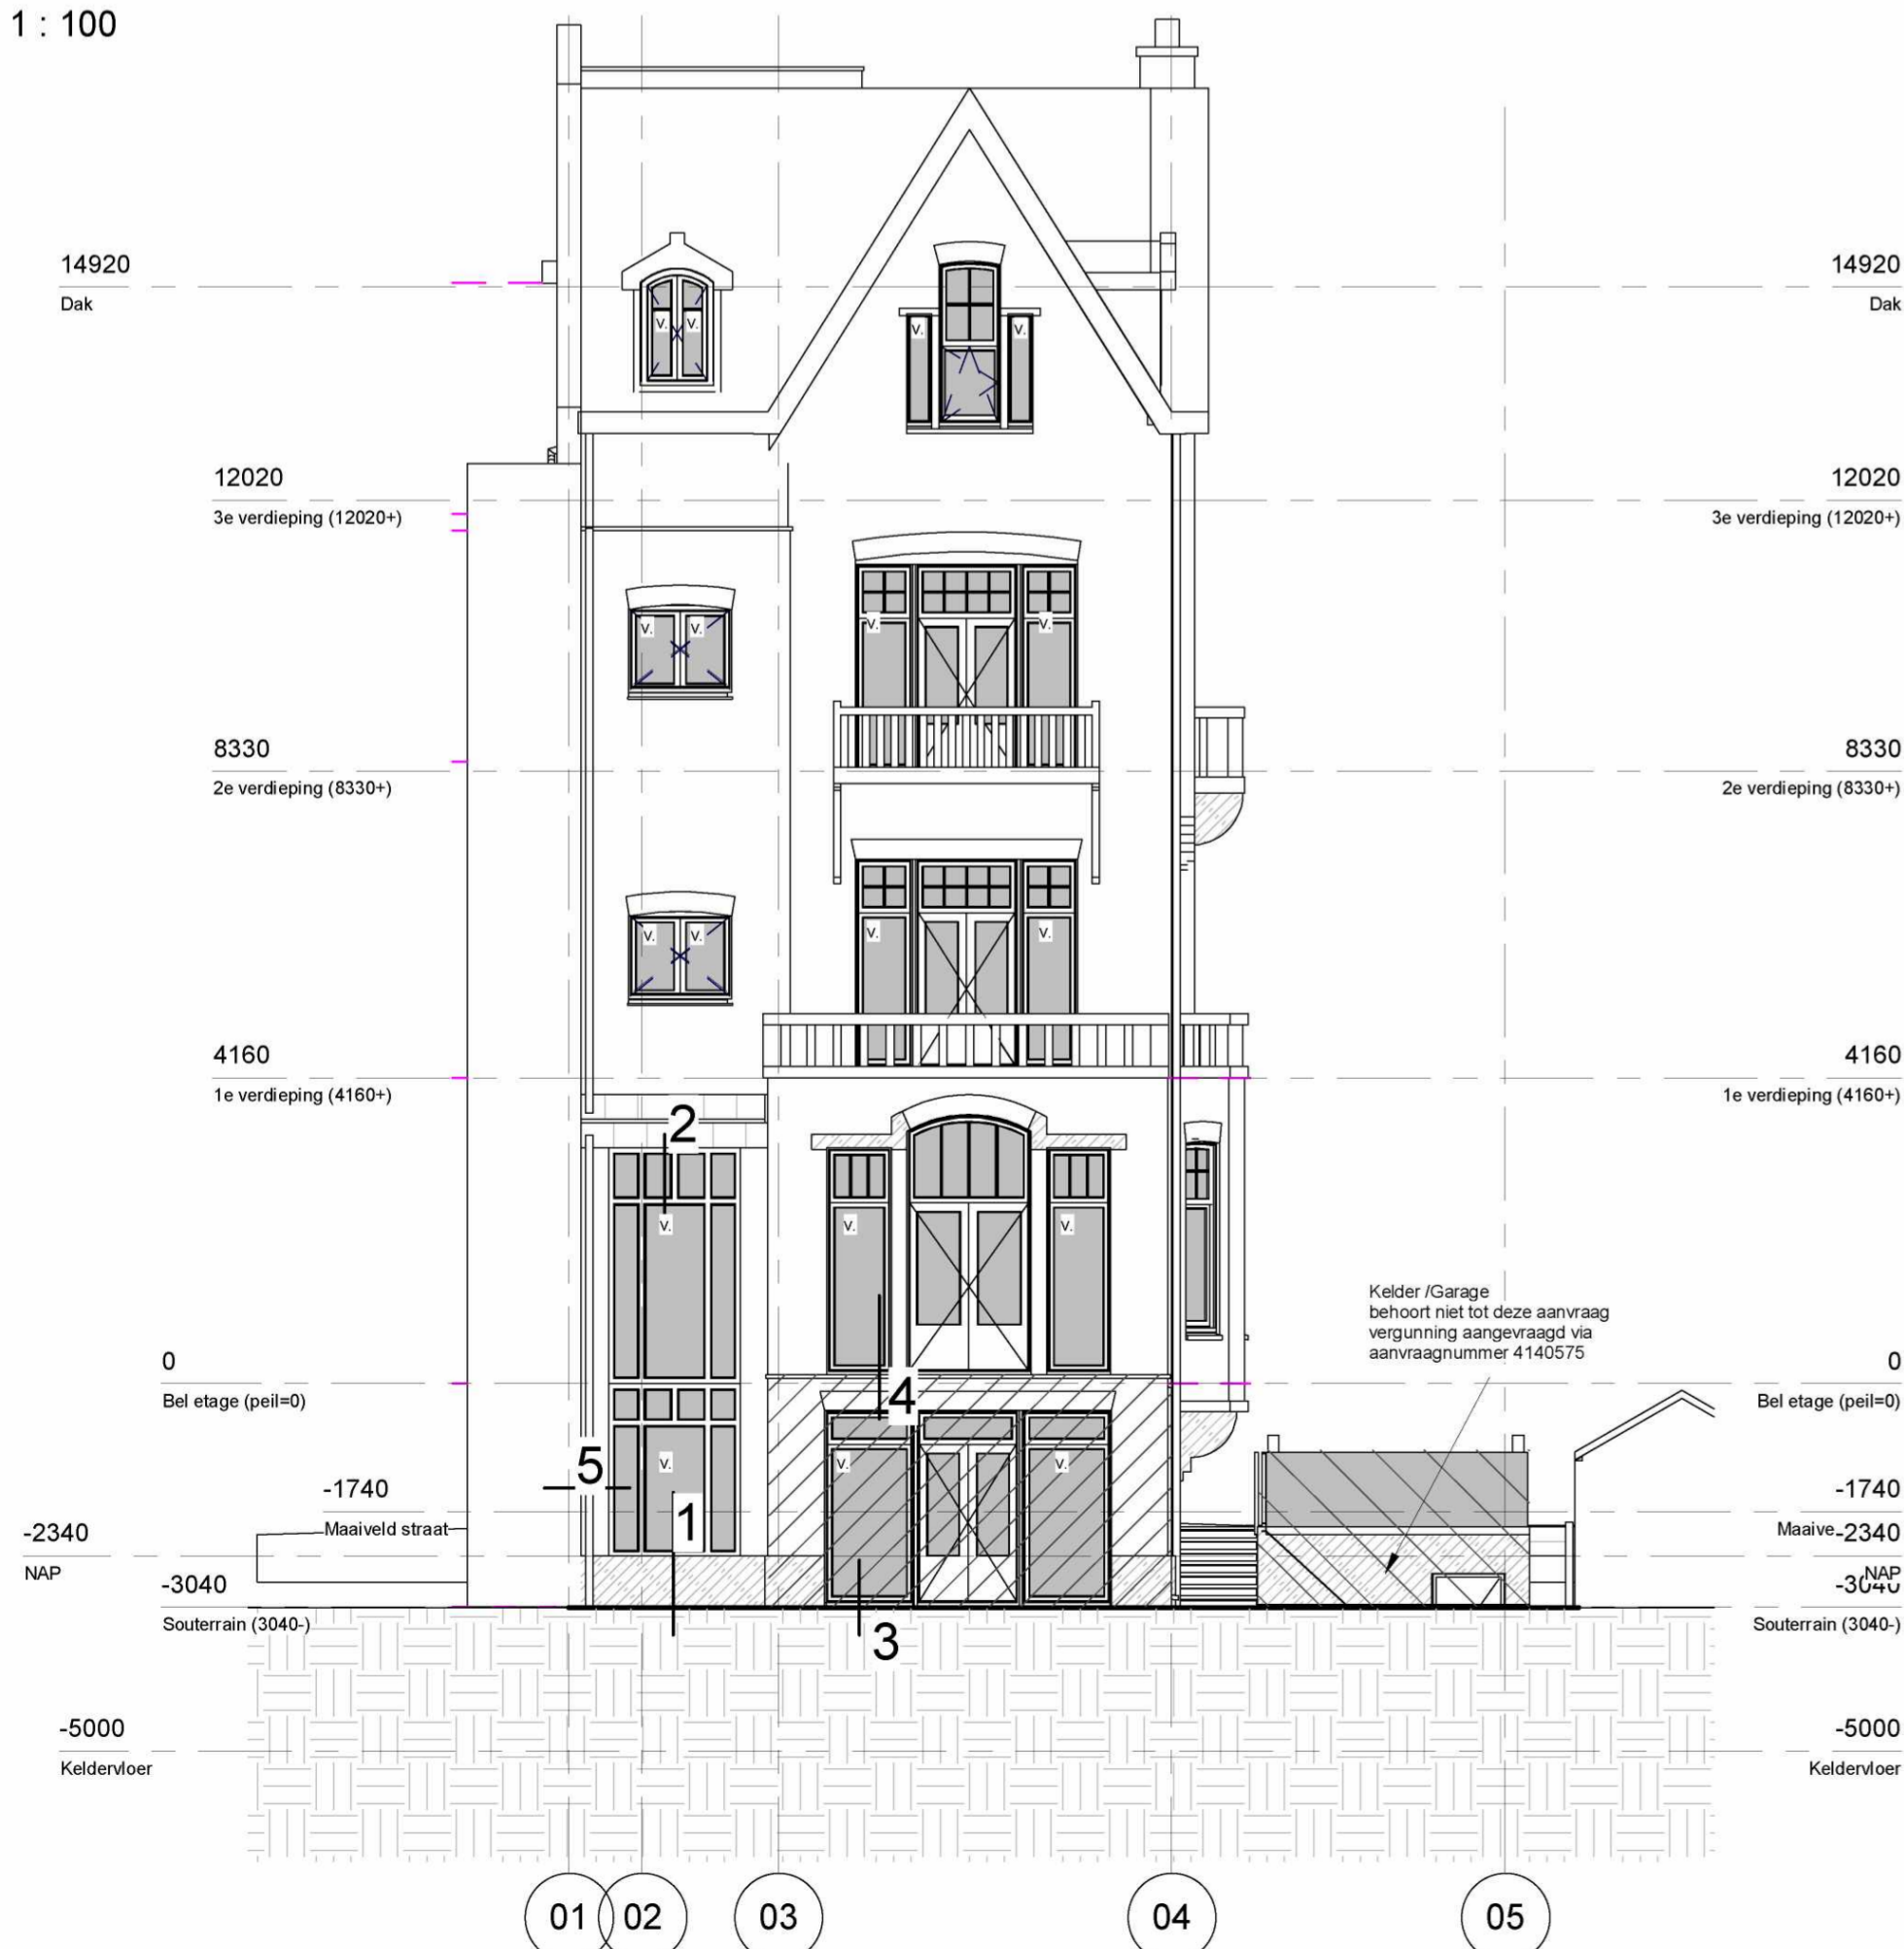 1 : 100
14920
Dak
14920
Dak
V.
V.
V.
V.
12020
3e verdieping (12020+)
12020
3e verdieping (12020+)
V.
V.
V.
V.
8330
2e verdieping (8330+)
8330
2e verdieping (8330+)
V.
V.
V.
V.
4160
1e verdieping (4160+)
4160
1e verdieping (4160+)
2
V.
V.
V.
Kelder /Garage
behoort niet tot deze aanvraag
vergunning aangevraagd via
aanvraagnummer 4140575
0
Bel etage (peil=0)
0
Bel etage (peil=0)
4
5
V.
V.
V.
1
-1740
Maaiveld straat
-1740
Maaive
-2340
NAP
-2340
NAP
-3040
Souterrain (3040-)
-3040
Souterrain (3040-)
3
-5000
Keldervloer
-5000
Keldervloer
01
02
03
04
05